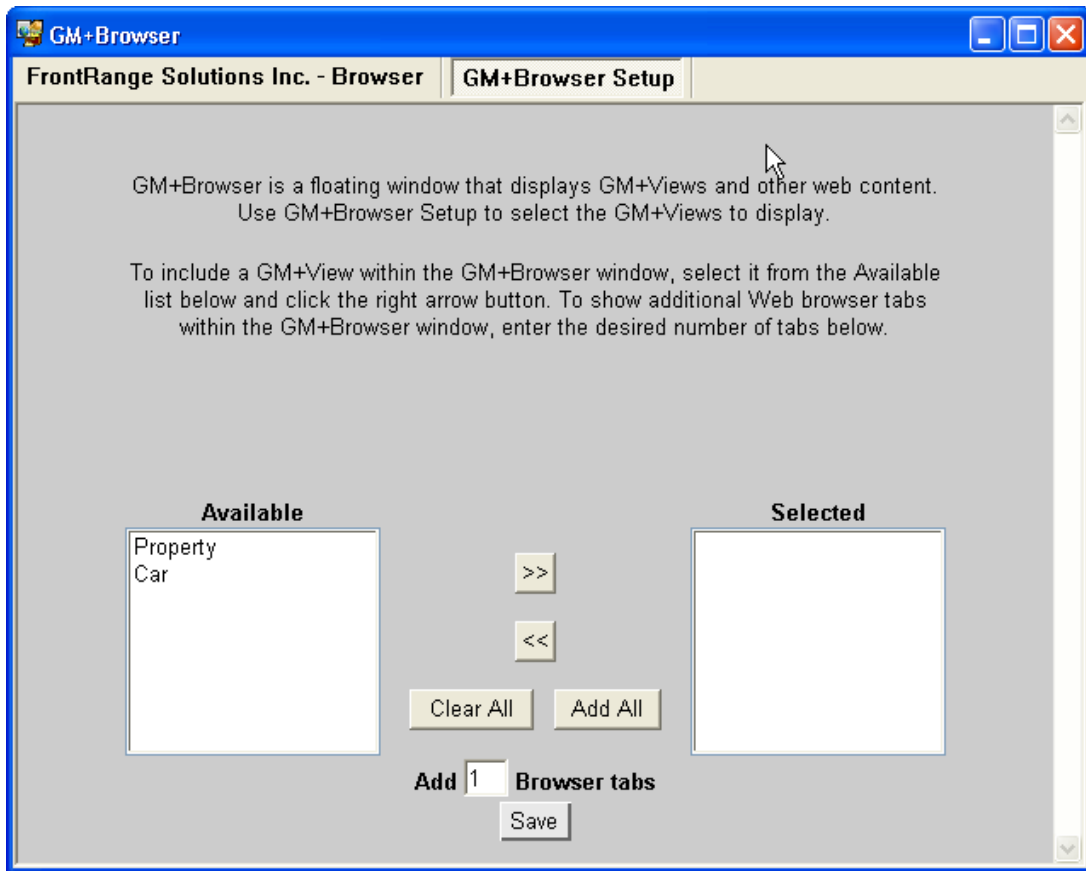 GM+Browser
FrontRange Solutions Inc. - Browser GM+Browser Setup
GM+Browser is a floating window that displays GM+Views and other web content.
Use GM+Browser Setup to select the GM+Views to display.
To include a GM+View within the GM+Browser window, select it from the Available
list below and click the right arrow button. To show additional Web browser tabs
within the GM+Browser window, enter the desired number of tabs below.
Available
Selected
Property
Car
>>
<<
Clear All Add All
Add 1 Browser tabs
Save